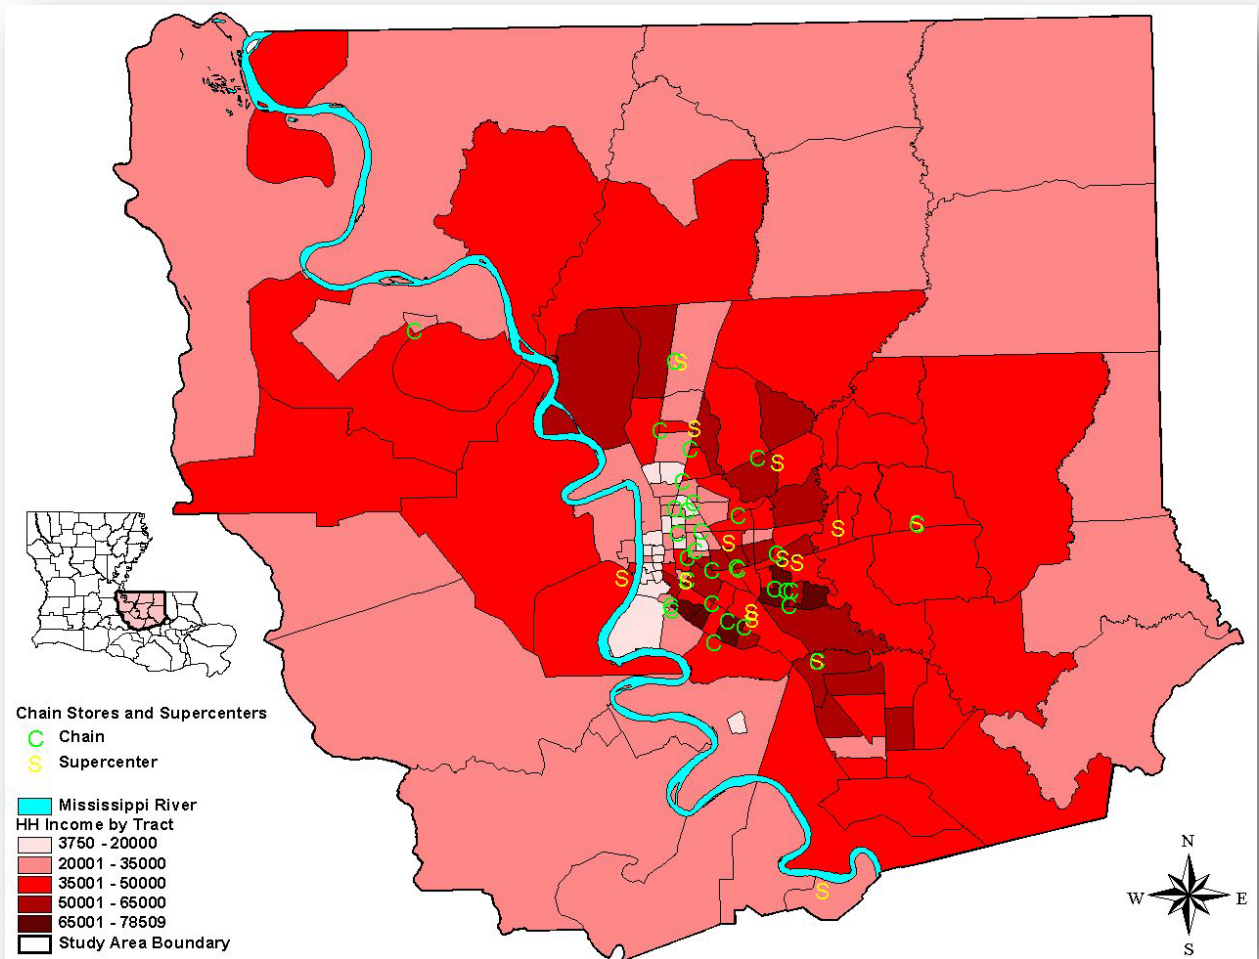 Chain Stores and Supercenters
C Chain
S Supercenter
Mississippi River
HH Income by Tract
3750 - 20000
20001 - 35000
35001 - 50000
50001 - 65000
65001 - 78509
Study Area Boundary
N
W E
S